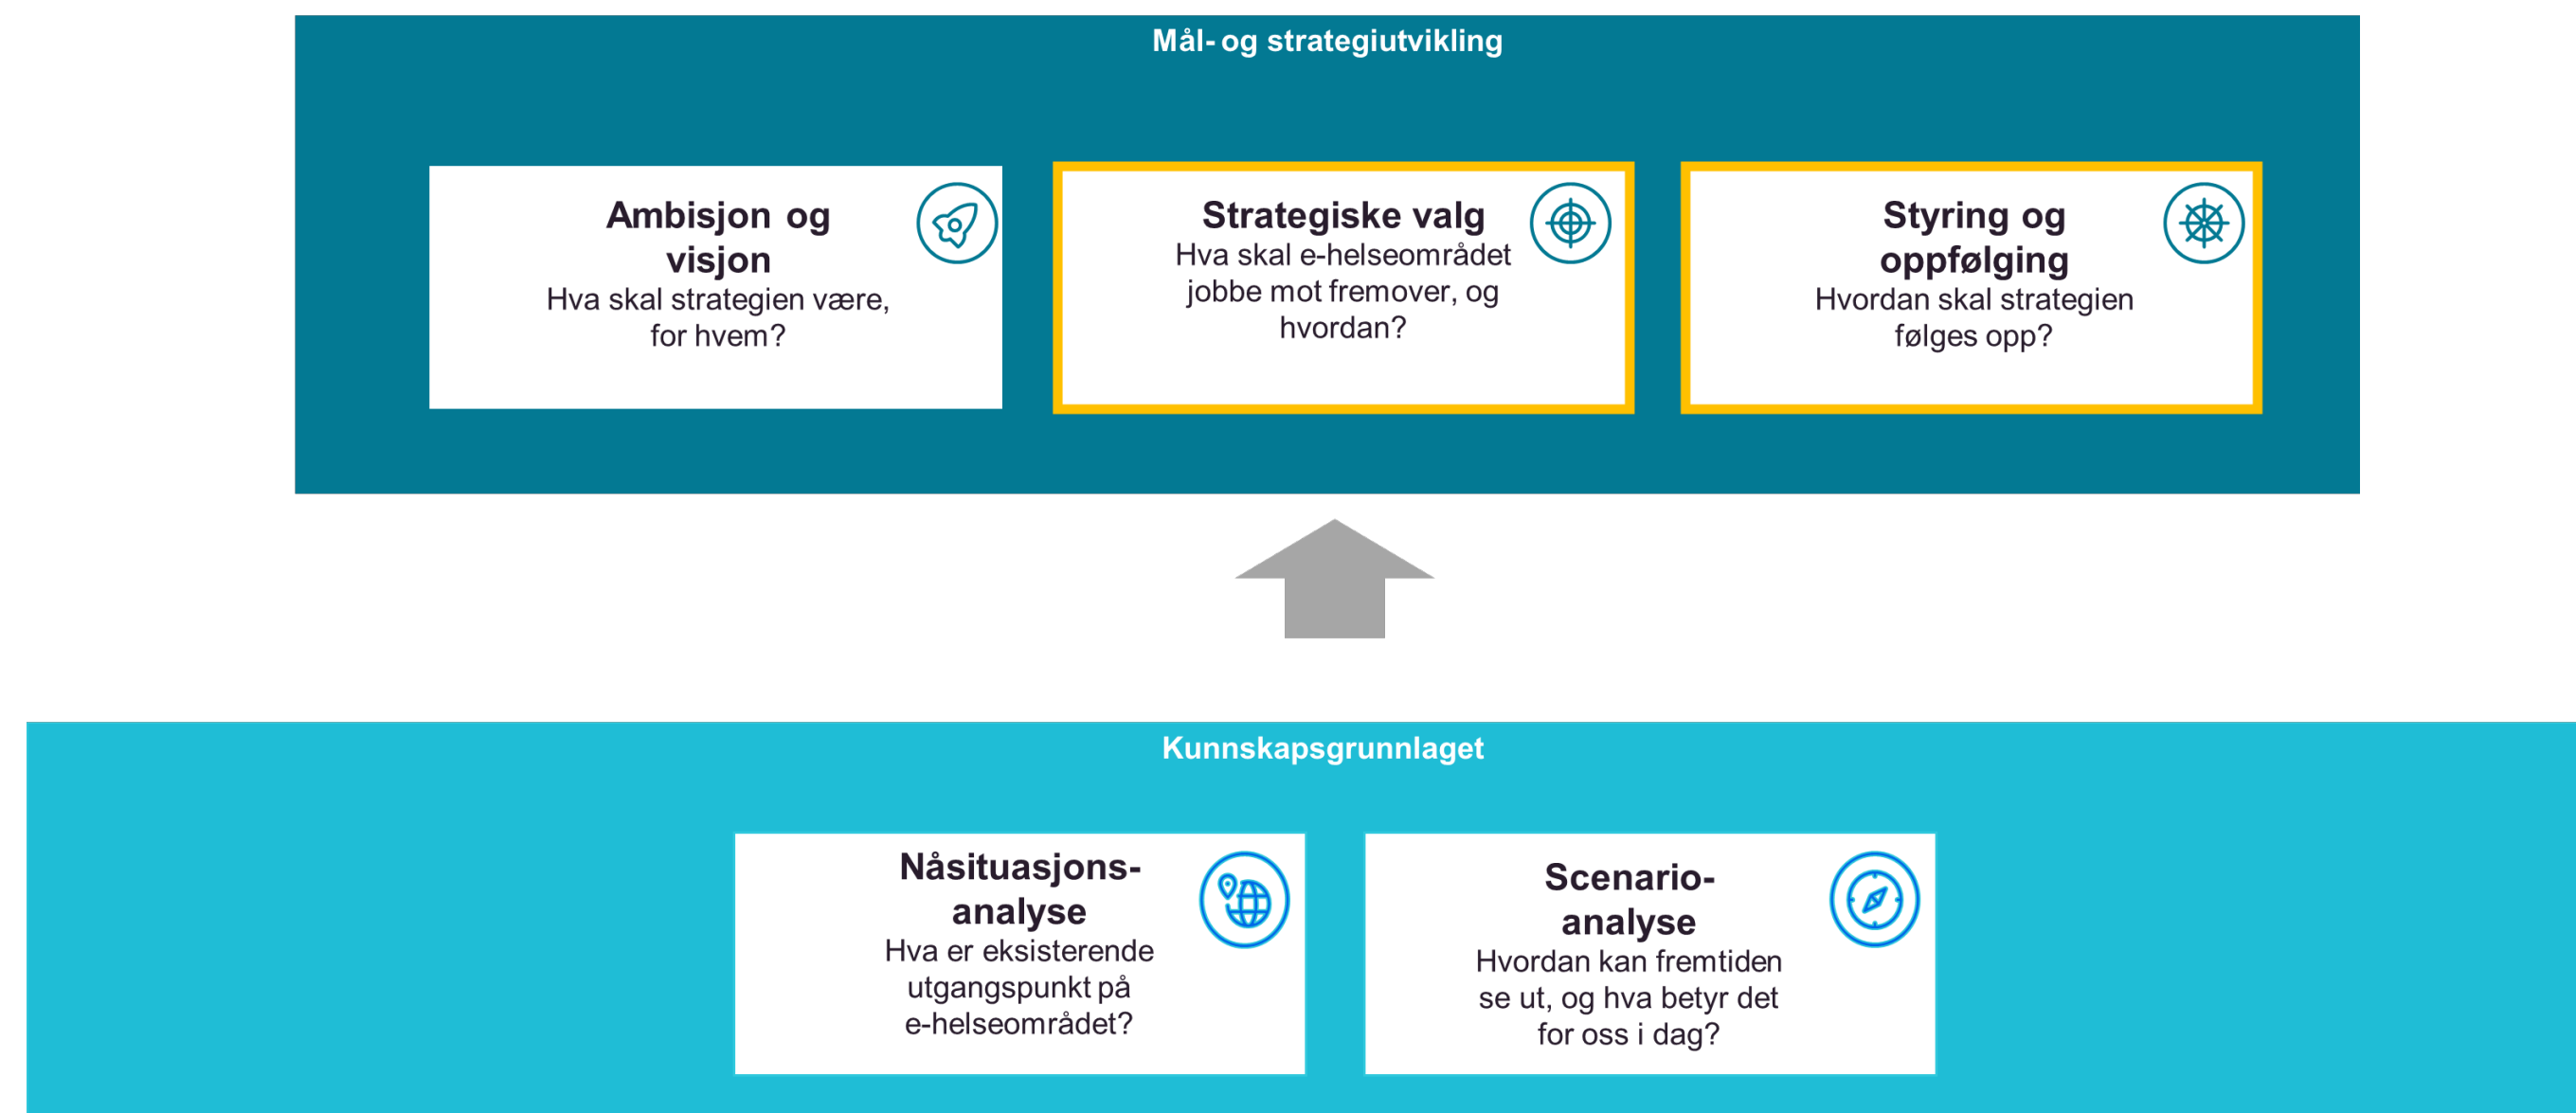 Mål- og strategiutvikling
Ambisjon og
visjon
Hva skal strategien være,
for hvem?
Strategiske valg
Hva skal e-helseområdet
jobbe mot fremover, og
hvordan?
Styring og
oppfølging
Hvordan skal strategien
følges opp?
Kunnskapsgrunnlaget
Nåsituasjons-
analyse
Hva er eksisterende
utgangspunkt på
e-helseområdet?
Scenario-
analyse
Hvordan kan fremtiden
se ut, og hva betyr det
for oss i dag?